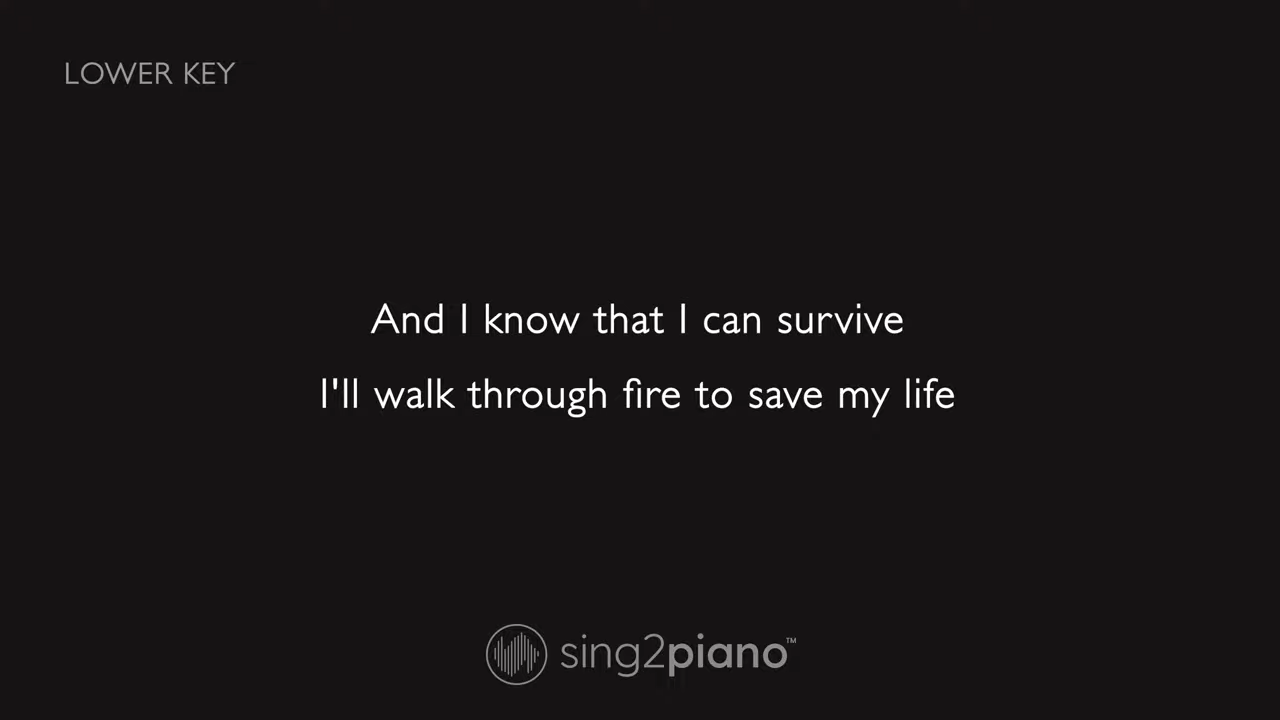 LOWER KEY
And I know that I can survive
I'll walk through fire to save my life
sing2piano™